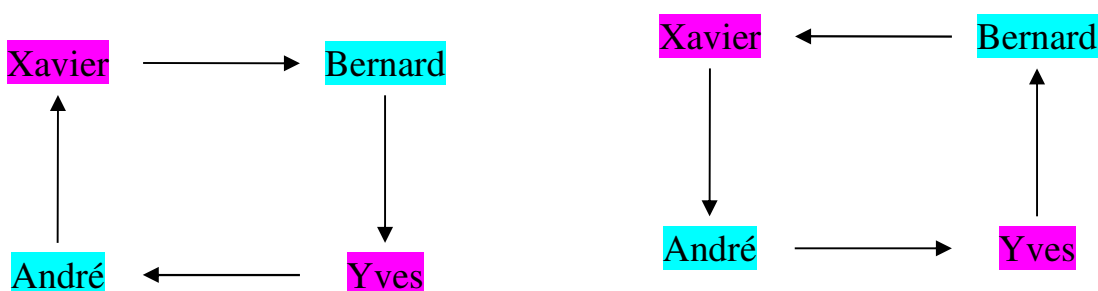 Xavier
Bernard
André
Yves
Xavier
Bernard
André
Yves